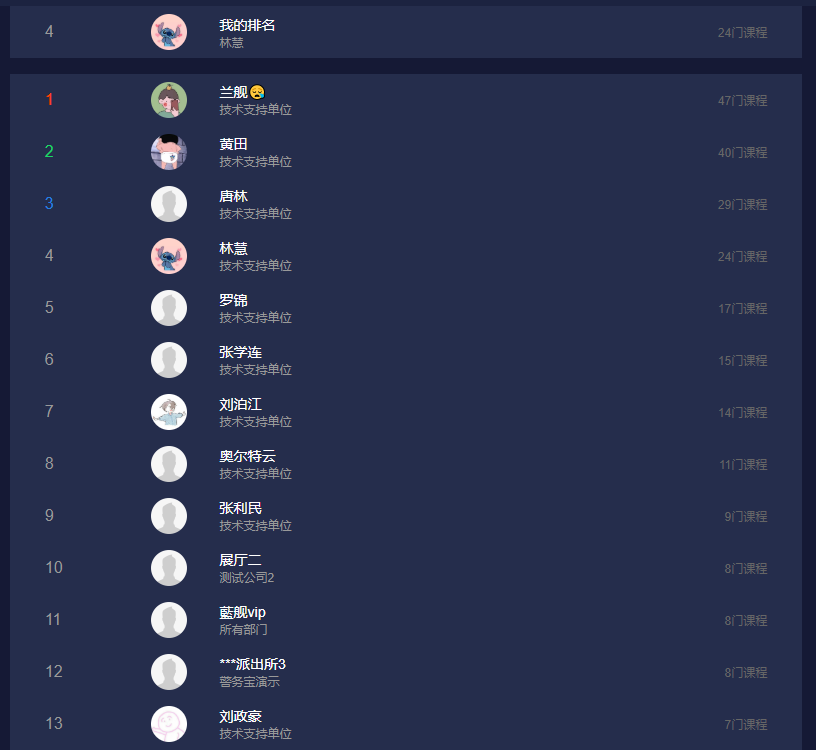 4
我的排名
林慧
24门课程
1
兰舰😪
技术支持单位
47门课程
2
黄田
技术支持单位
40门课程
3
唐林
技术支持单位
29门课程
4
林慧
技术支持单位
24门课程
5
罗锦
技术支持单位
17门课程
6
张学连
技术支持单位
15门课程
7
刘泊江
技术支持单位
14门课程
8
奥尔特云
技术支持单位
11门课程
9
张利民
技术支持单位
9门课程
10
展厅二
测试公司2
8门课程
11
藍舰vip
所有部门
8门课程
12
***派出所3
警务宝演示
8门课程
13
刘政豪
技术支持单位
7门课程